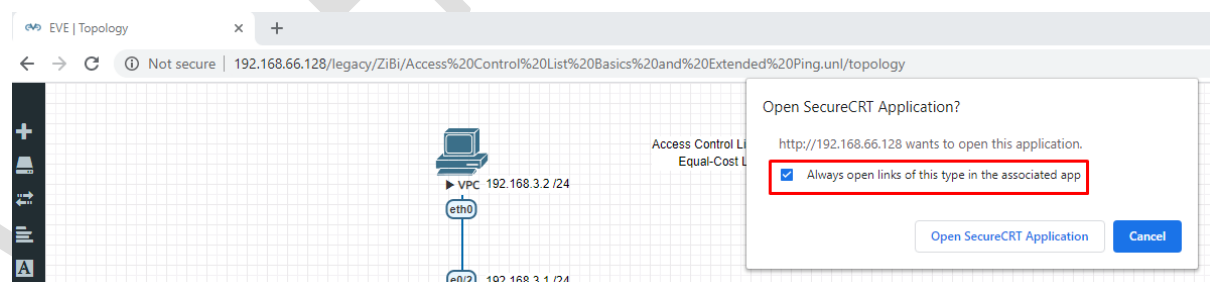 EVE | Topology
Not secure | 192.168.66.128/legacy/ZiBi/Access%20Control%20List%20Basics%20and%20Extended%20Ping.unl/topology
Open SecureCRT Application?
http://192.168.66.128 wants to open this application.
Always open links of this type in the associated app
Open SecureCRT Application
Cancel
Access Control Li
Equal-Cost L
VPC 192.168.3.2 /24
eth0
e0/2 192.168.3.1 /24
A